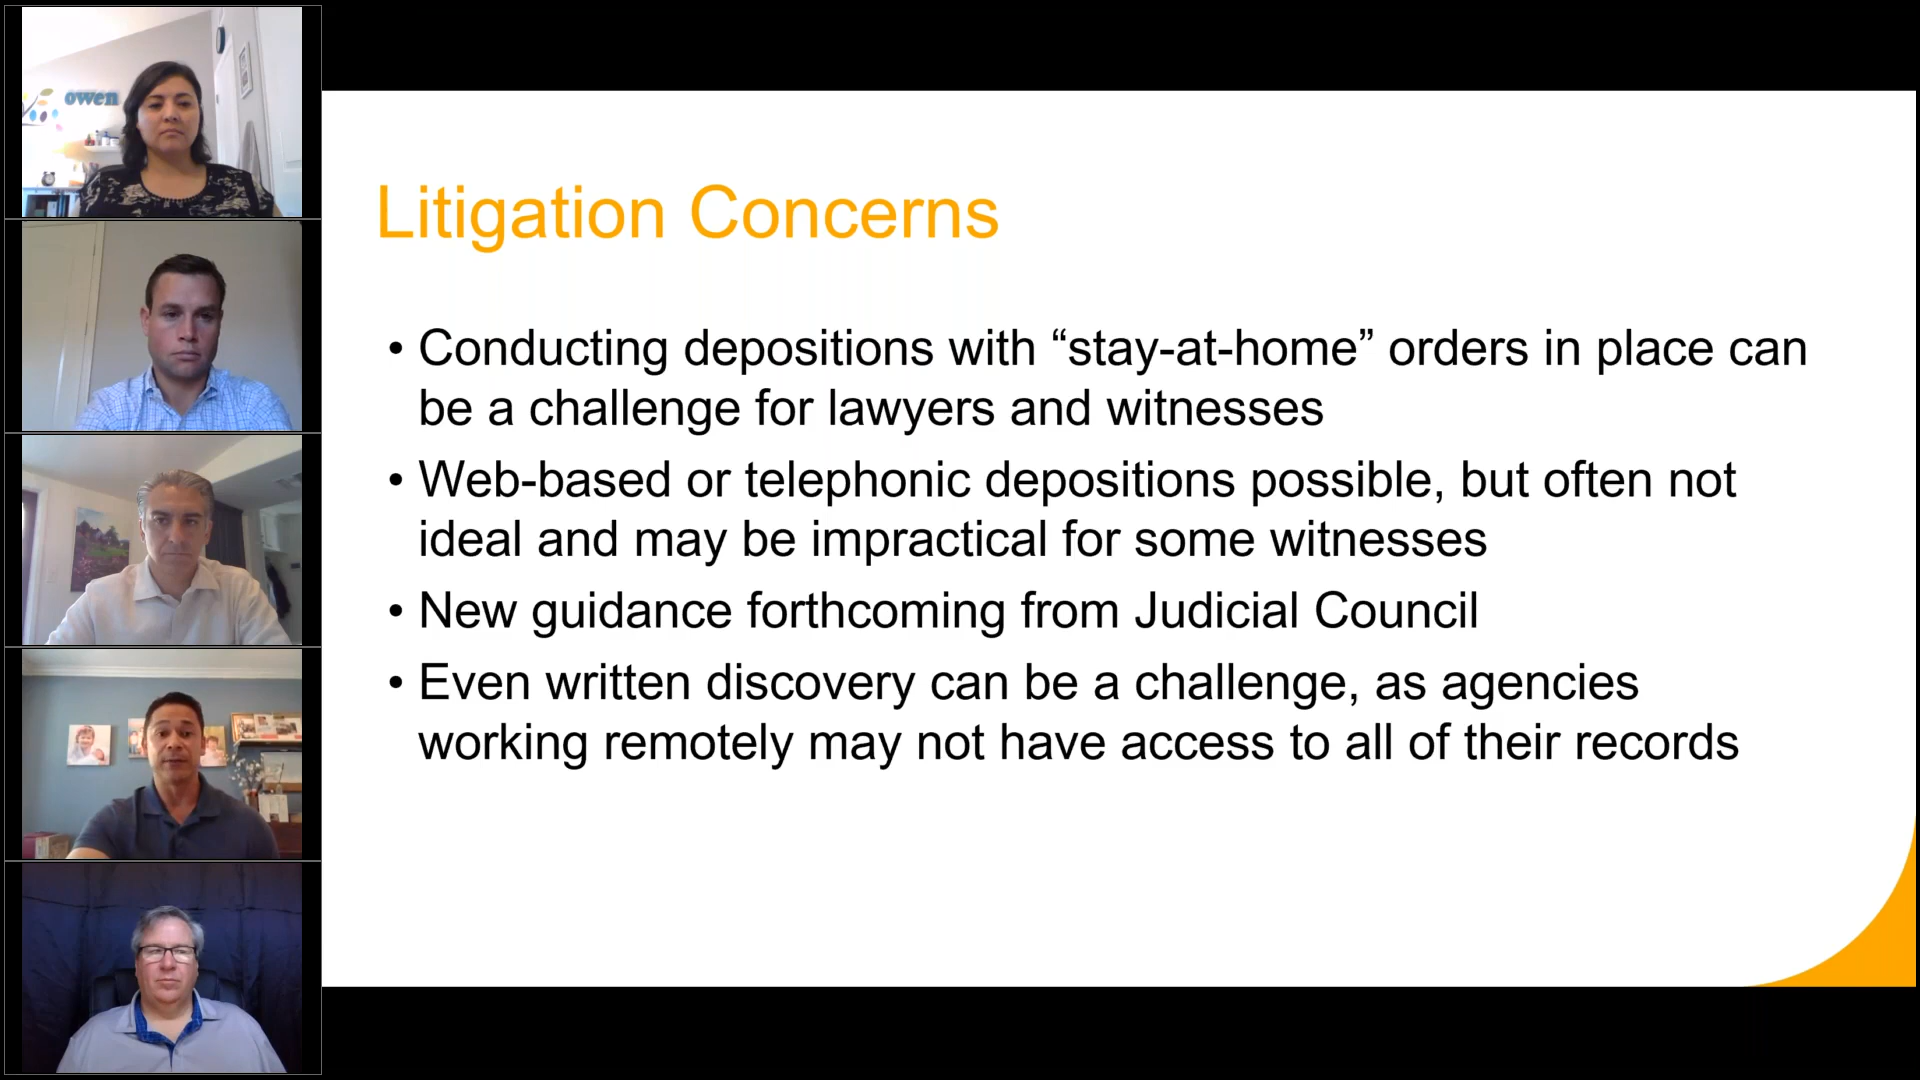 owen
Litigation Concerns
• Conducting depositions with “stay-at-home” orders in place can
be a challenge for lawyers and witnesses
• Web-based or telephonic depositions possible, but often not
ideal and may be impractical for some witnesses
• New guidance forthcoming from Judicial Council
• Even written discovery can be a challenge, as agencies
working remotely may not have access to all of their records